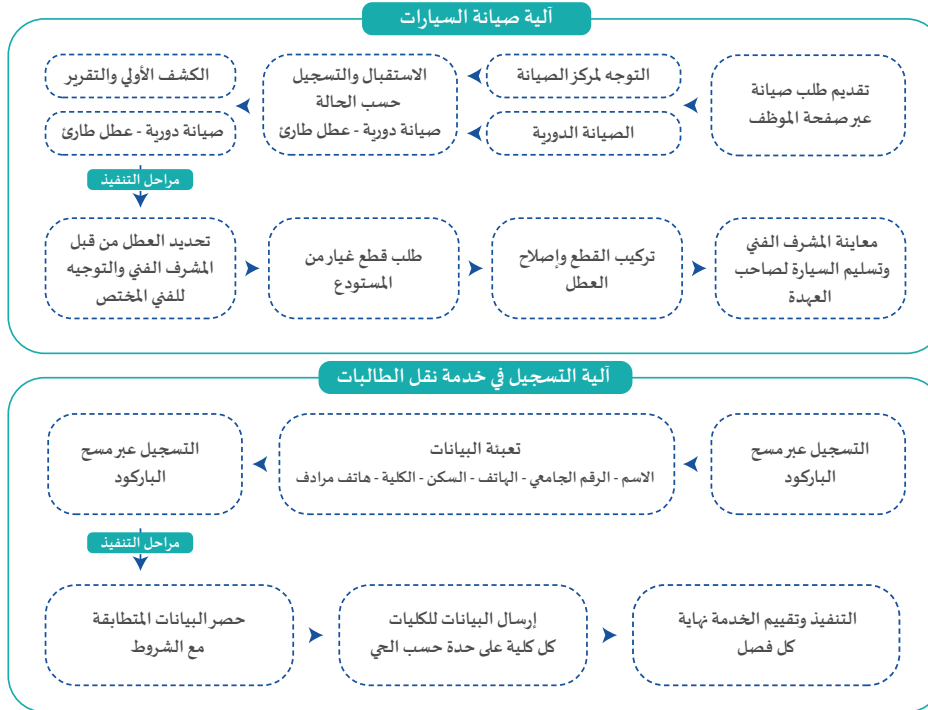 آلية صيانة السيارات
تقديم طلب صيانة
عبر صفحة الموظف
التوجه لمركز الصيانة
الصيانة الدورية
الاستقبال والتسجيل
حسب الحالة
صيانة دورية - عطل طارئ
الكشف الأولي والتقرير
صيانة دورية - عطل طارئ
مراحل التنفيذ
تحديد العطل من قبل
المشرف الفني والتوجيه
للفني المختص
طلب قطع غيار من
المستودع
تركيب القطع وإصلاح
العطل
معاينة المشرف الفني
وتسليم السيارة لصاحب
العهدة
آلية التسجيل في خدمة نقل الطالبات
التسجيل عبر مسح
الباركود
تعبئة البيانات
الاسم - الرقم الجامعي - الهاتف - السكن - الكلية - هاتف مرادف
التسجيل عبر مسح
الباركود
مراحل التنفيذ
حصر البيانات المتطابقة
مع الشروط
إرسال البيانات للكليات
كل كلية على حدة حسب الحي
التنفيذ وتقييم الخدمة نهاية
كل فصل